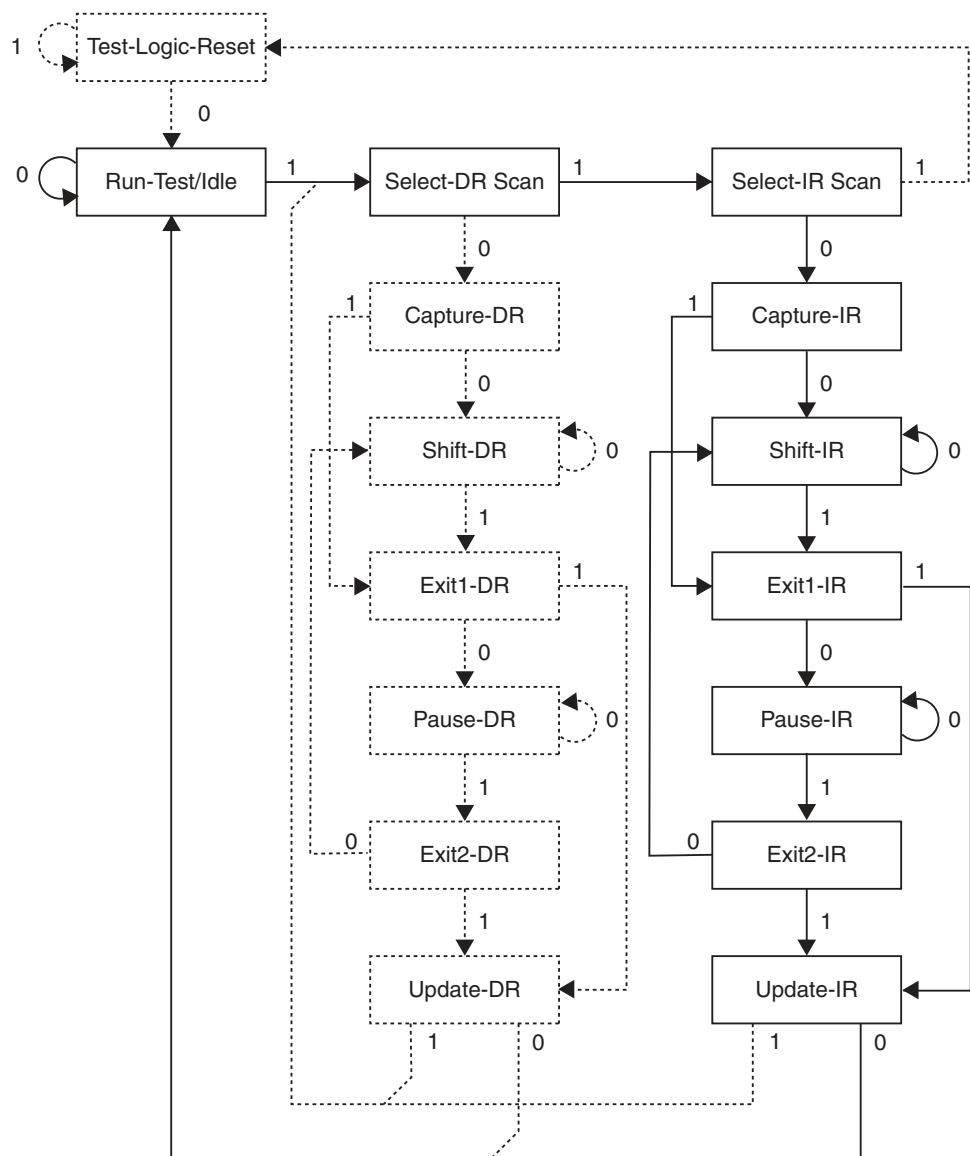 1 Test-Logic-Reset
0
0 Run-Test/Idle 1 Select-DR Scan 1 Select-IR Scan 1
0 0
1 Capture-DR 1 Capture-IR
0 0
Shift-DR 0 Shift-IR 0
1 1
Exit1-DR 1 Exit1-IR 1
0 0
Pause-DR 0 Pause-IR 0
1 1
0 Exit2-DR 0 Exit2-IR
1 1
Update-DR Update-IR
1 0 1 0